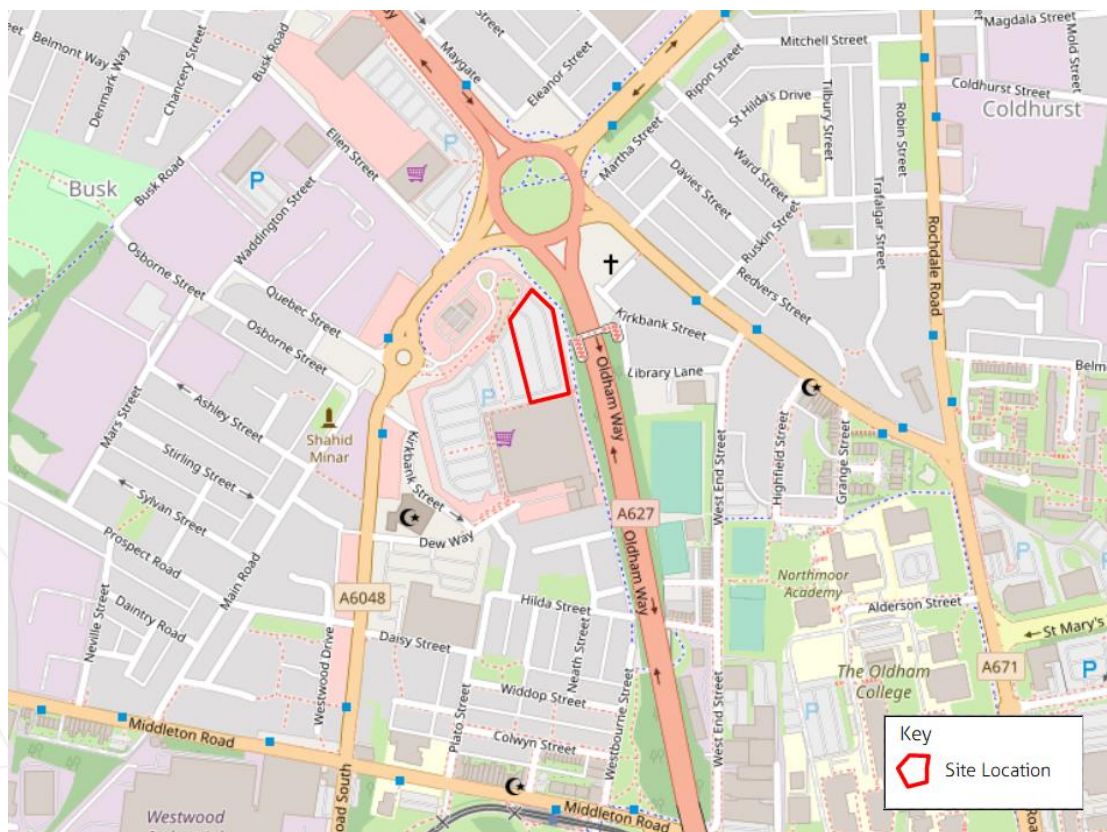 Belmont Way
Denmark Way
Chancery Street
Busk Road
Way
Maygate
Eleanor Street
Ripon Street
Mitchell Street
Magdala Street
Mold Street
Coldhurst Street
Coldhurst
St Hilda's Drive
Tilbury Street
Robin Street
Martha Street
Ward Street
Davies Street
Trafalgar Street
Ruskin Street
Redvers Street
Rochdale Road
Busk
P
P
Busk Road
Ellen Street
Waddington Street
Osborne Street
Quebec Street
Osborne Street
Kirkbank Street
Library Lane
Oldham Way
Belm
Mars Street
Ashley Street
Shahid
Minar
Stirling Street
Sylvan Street
Prospect Road
Main Road
Daintry Road
Neville Street
P
Kirkbank Street
Dew Way
A627
Oldham Way
West End Street
Highfield Street
Grange Street
P
A6048
Hilda Street
Daisy Street
Neath Street
Westwood Drive
Widdop Street
Plato Street
Colwyn Street
Westbourne Street
West End Street
Northmoor
Academy
Alderson Street
St Mary's
The Oldham
College
A671
P
P
Middleton Road
Middleton Road
oad South
Westwood
Key
Site Location